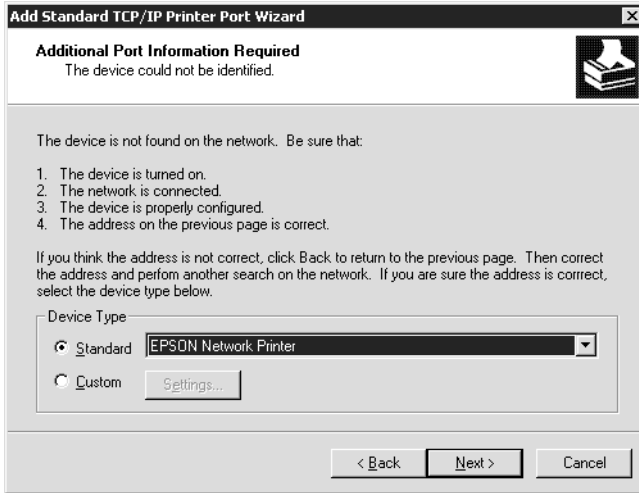 Add Standard TCP/IP Printer Port Wizard
Additional Port Information Required
The device could not be identified.
The device is not found on the network. Be sure that:
1. The device is turned on.
2. The network is connected.
3. The device is properly configured.
4. The address on the previous page is correct.
If you think the address is not correct, click Back to return to the previous page. Then correct
the address and perfom another search on the network. If you are sure the address is corrrect,
select the device type below.
Device Type
Standard EPSON Network Printer
Custom Settings...
< Back Next > Cancel